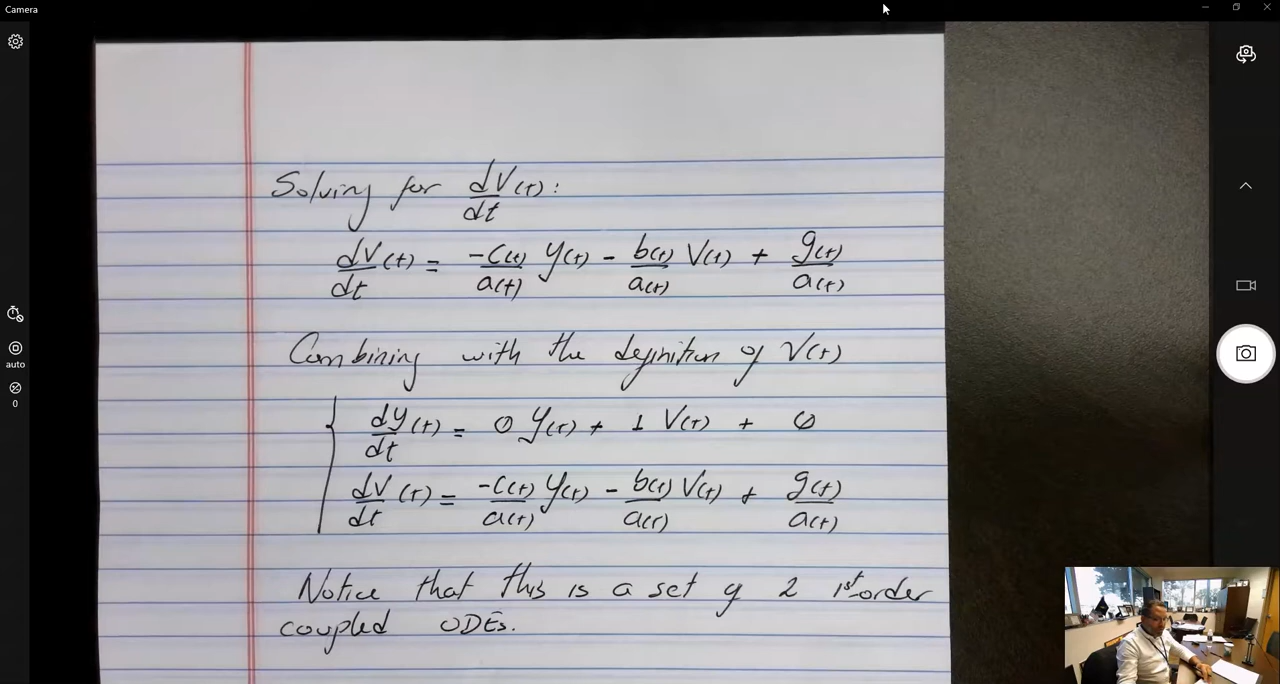 Camera
Solving for dV(t)/dt :
dV/dt (t) = -c(t)/a(t) y(t) - b(t)/a(t) V(t) + g(t)/a(t)
Combining with the definition of V(t)
dy/dt (t) = 0 y(t) + 1 V(t) + 0
dV/dt (t) = -c(t)/a(t) y(t) - b(t)/a(t) V(t) + g(t)/a(t)
Notice that this is a set of 2 1st-order
coupled ODEs.
auto
0